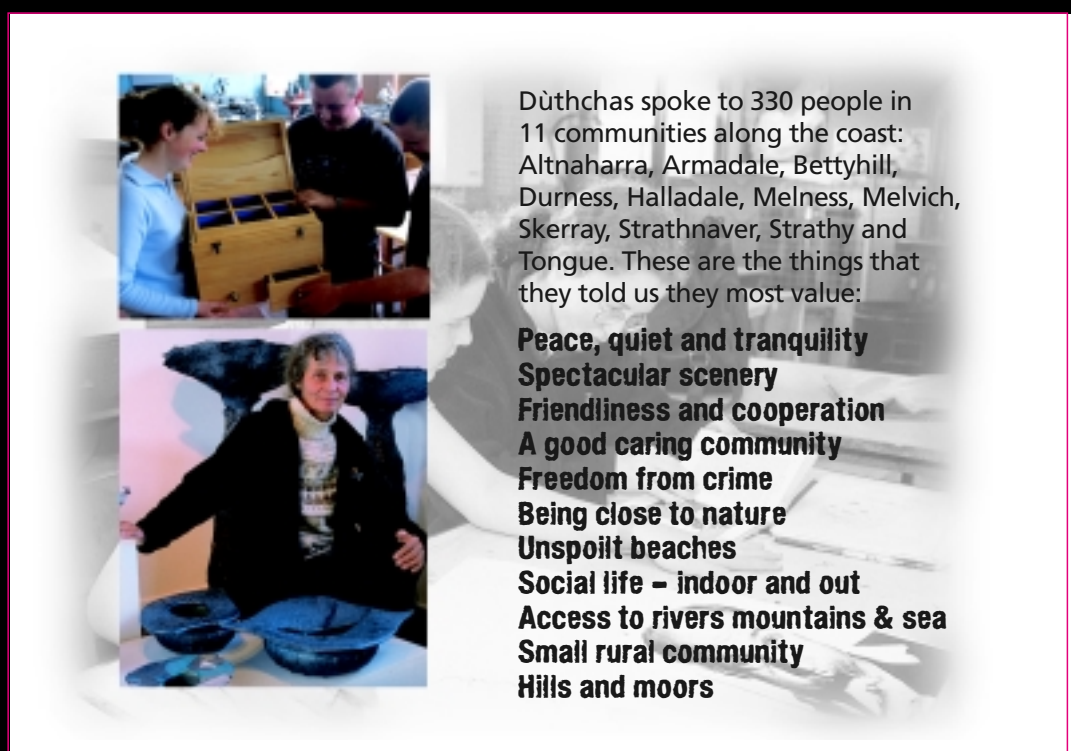 Dùthchas spoke to 330 people in
11 communities along the coast:
Altnaharra, Armadale, Bettyhill,
Durness, Halladale, Melness, Melvich,
Skerray, Strathnaver, Strathy and
Tongue. These are the things that
they told us they most value:
Peace, quiet and tranquility
Spectacular scenery
Friendliness and cooperation
A good caring community
Freedom from crime
Being close to nature
Unspoilt beaches
Social life – indoor and out
Access to rivers mountains & sea
Small rural community
Hills and moors